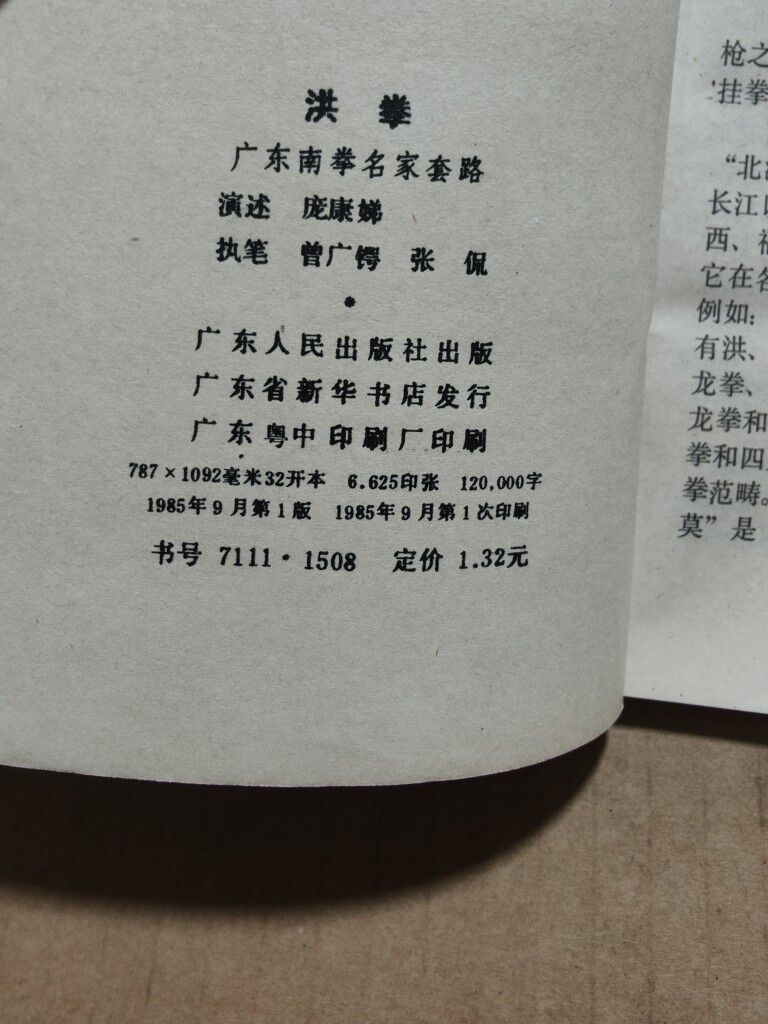 洪 拳
广东南拳名家套路
演述 庞康娣
执笔 曾广锷 张 侃
*
广东人民出版社出版
广东省新华书店发行
广东粤中印刷厂印刷
787×1092毫米32开本 6.625印张 120,000字
1985年9月第1版 1985年9月第1次印刷
书号 7111·1508 定价 1.32元
枪之
挂拳
“北
长江
西、
它在各
例如:
有洪、
龙拳、
龙拳和
拳和四
拳范畴。
莫”是